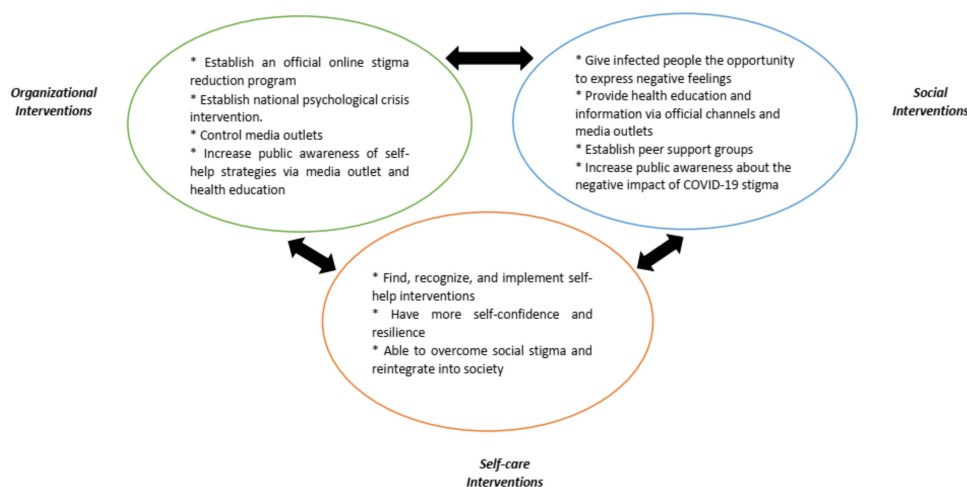 Organizational
Interventions
* Establish an official online stigma
reduction program
* Establish national psychological crisis
intervention.
* Control media outlets
* Increase public awareness of self-
help strategies via media outlet and
health education
* Give infected people the opportunity
to express negative feelings
* Provide health education and
information via official channels and
media outlets
* Establish peer support groups
* Increase public awareness about the
negative impact of COVID-19 stigma
Social
Interventions
* Find, recognize, and implement self-
help interventions
* Have more self-confidence and
resilience
* Able to overcome social stigma and
reintegrate into society
Self-care
Interventions